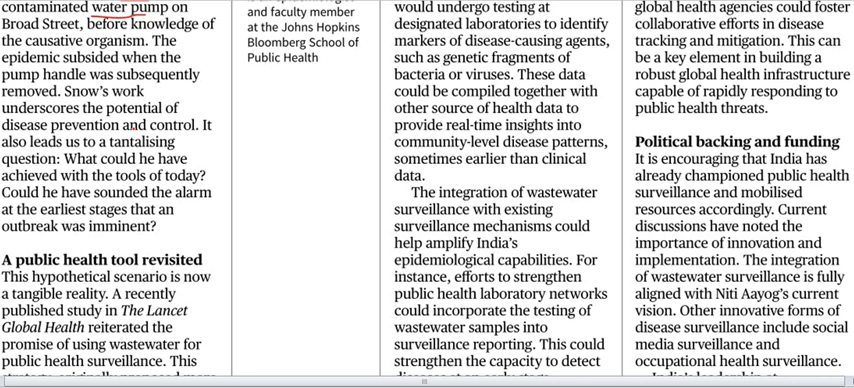 contaminated water pump on
Broad Street, before knowledge of
the causative organism. The
epidemic subsided when the
pump handle was subsequently
removed. Snow's work
underscores the potential of
disease prevention and control. It
also leads us to a tantalising
question: What could he have
achieved with the tools of today?
Could he have sounded the alarm
at the earliest stages that an
outbreak was imminent?
A public health tool revisited
This hypothetical scenario is now
a tangible reality. A recently
published study in The Lancet
Global Health reiterated the
promise of using wastewater for
public health surveillance. This
and faculty member
at the Johns Hopkins
Bloomberg School of
Public Health
would undergo testing at
designated laboratories to identify
markers of disease-causing agents,
such as genetic fragments of
bacteria or viruses. These data
could be compiled together with
other source of health data to
provide real-time insights into
community-level disease patterns,
sometimes earlier than clinical
data.
The integration of wastewater
surveillance with existing
surveillance mechanisms could
help amplify India's
epidemiological capabilities. For
instance, efforts to strengthen
public health laboratory networks
could incorporate the testing of
wastewater samples into
surveillance reporting. This could
strengthen the capacity to detect
global health agencies could foster
collaborative efforts in disease
tracking and mitigation. This can
be a key element in building a
robust global health infrastructure
capable of rapidly responding to
public health threats.
Political backing and funding
It is encouraging that India has
already championed public health
surveillance and mobilised
resources accordingly. Current
discussions have noted the
importance of innovation and
implementation. The integration
of wastewater surveillance is fully
aligned with Niti Aayog's current
vision. Other innovative forms of
disease surveillance include social
media surveillance and
occupational health surveillance.